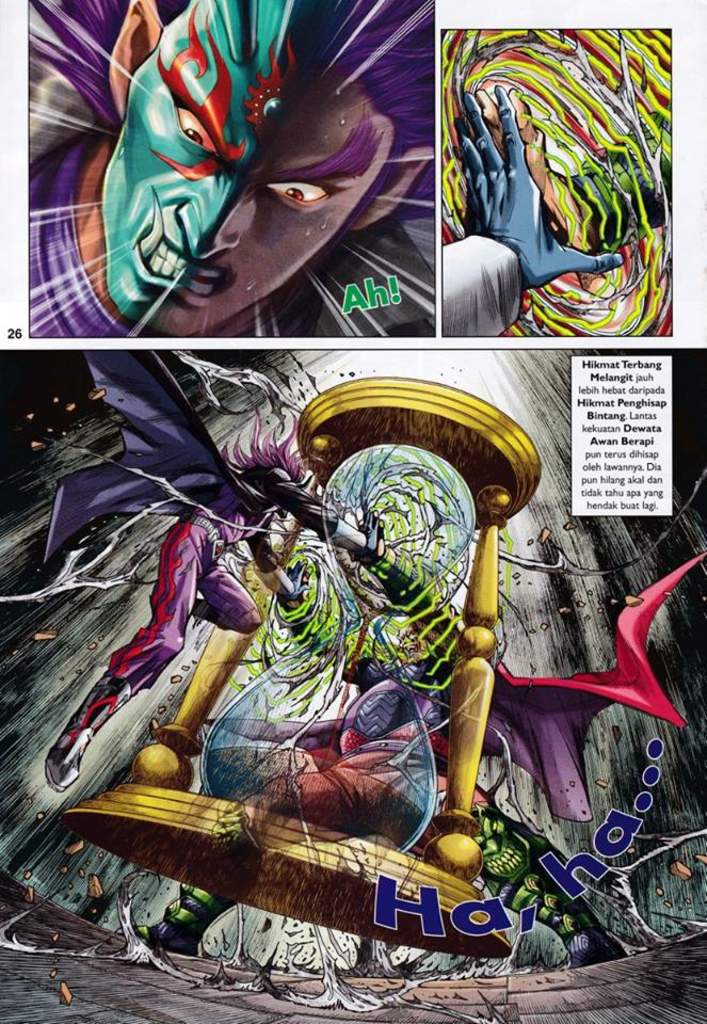 Ah!
26
Hikmat Terbang
Melangit jauh
lebih hebat daripada
Hikmat Penghisap
Bintang. Lantas
kekuatan Dewata
Awan Berapi
pun terus dihisap
oleh lawannya. Dia
pun hilang akal dan
tidak tahu apa yang
hendak buat lagi.
Ha, ha...